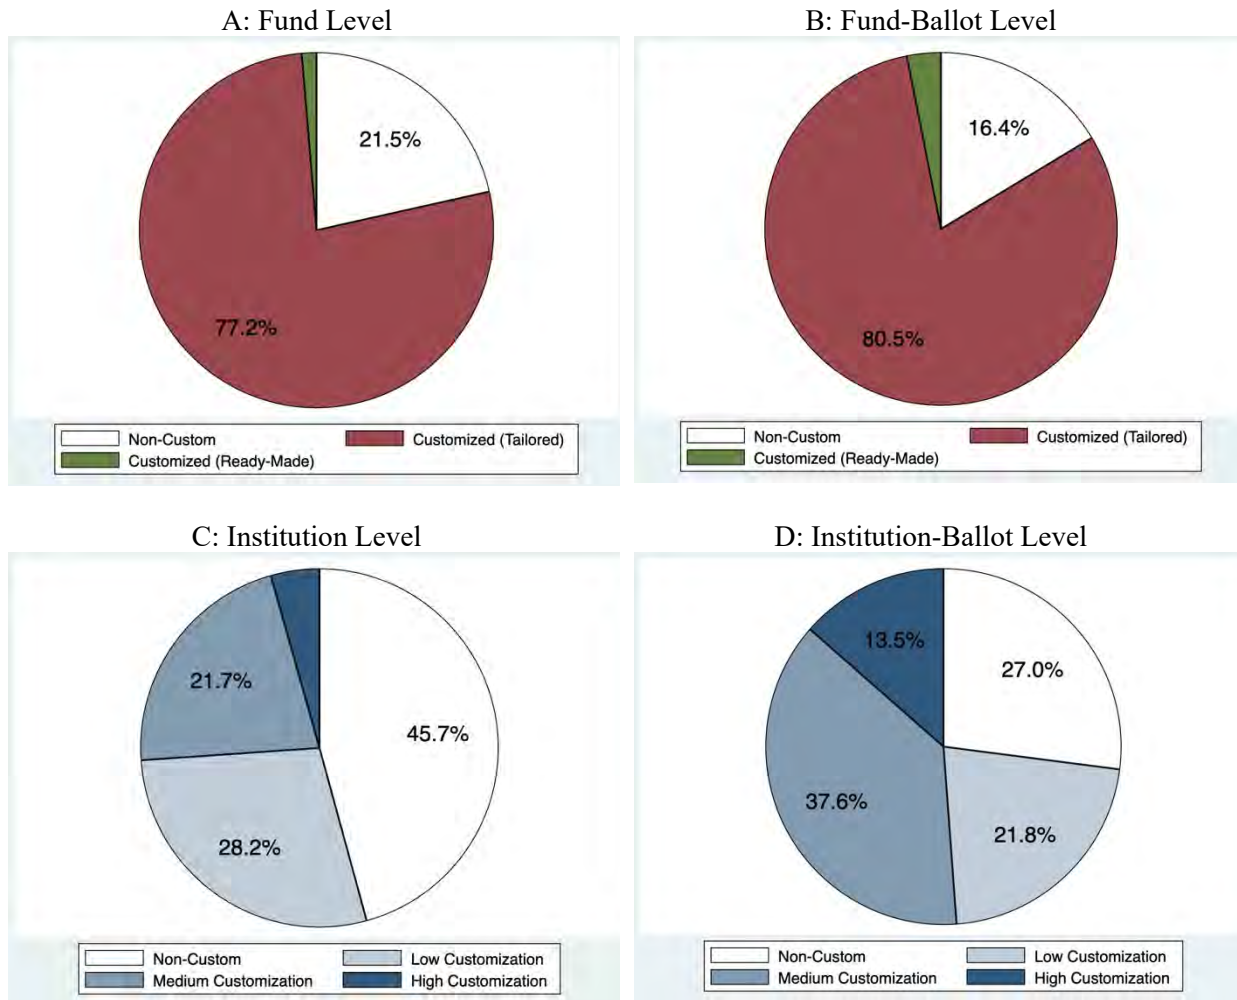 A: Fund Level
21.5%
77.2%
Non-Custom
Customized (Tailored)
Customized (Ready-Made)
B: Fund-Ballot Level
16.4%
80.5%
Non-Custom
Customized (Tailored)
Customized (Ready-Made)
C: Institution Level
21.7%
45.7%
28.2%
Non-Custom
Low Customization
Medium Customization
High Customization
D: Institution-Ballot Level
13.5%
27.0%
37.6%
21.8%
Non-Custom
Low Customization
Medium Customization
High Customization